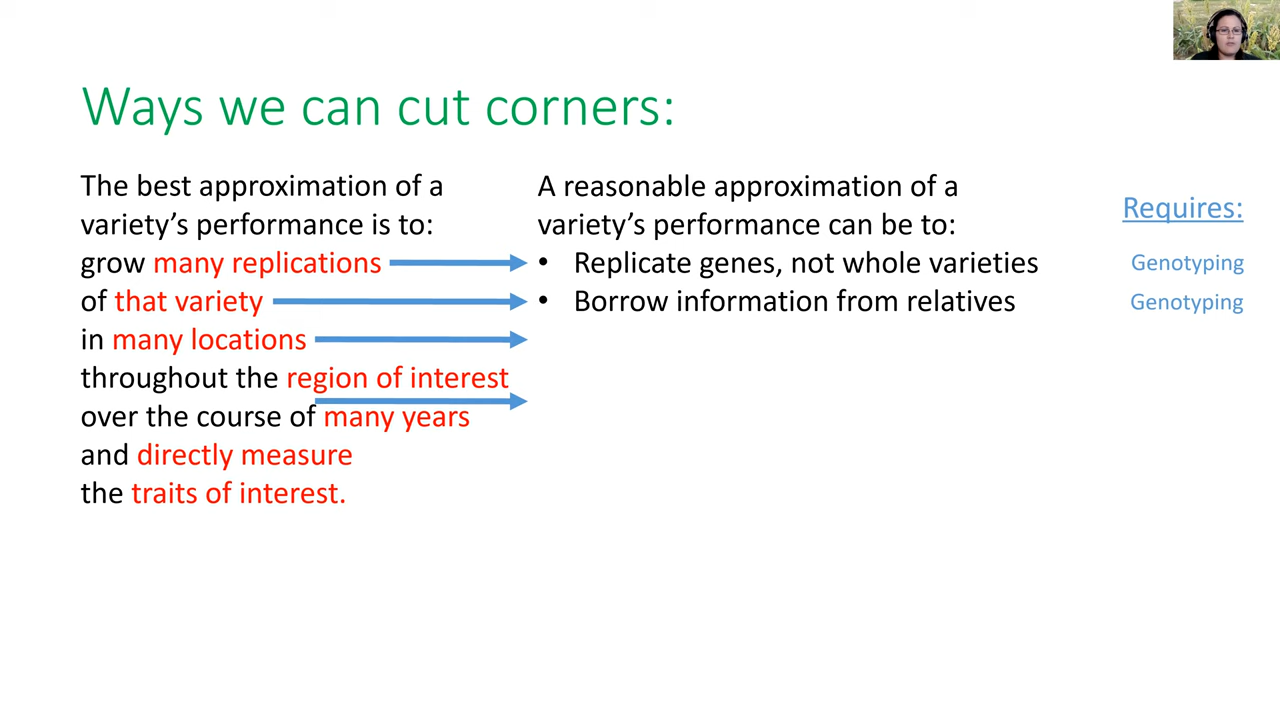 Ways we can cut corners:
The best approximation of a
variety's performance is to:
grow many replications
of that variety
in many locations
throughout the region of interest
over the course of many years
and directly measure
the traits of interest.
A reasonable approximation of a
variety's performance can be to:
• Replicate genes, not whole varieties
• Borrow information from relatives
Requires:
Genotyping
Genotyping